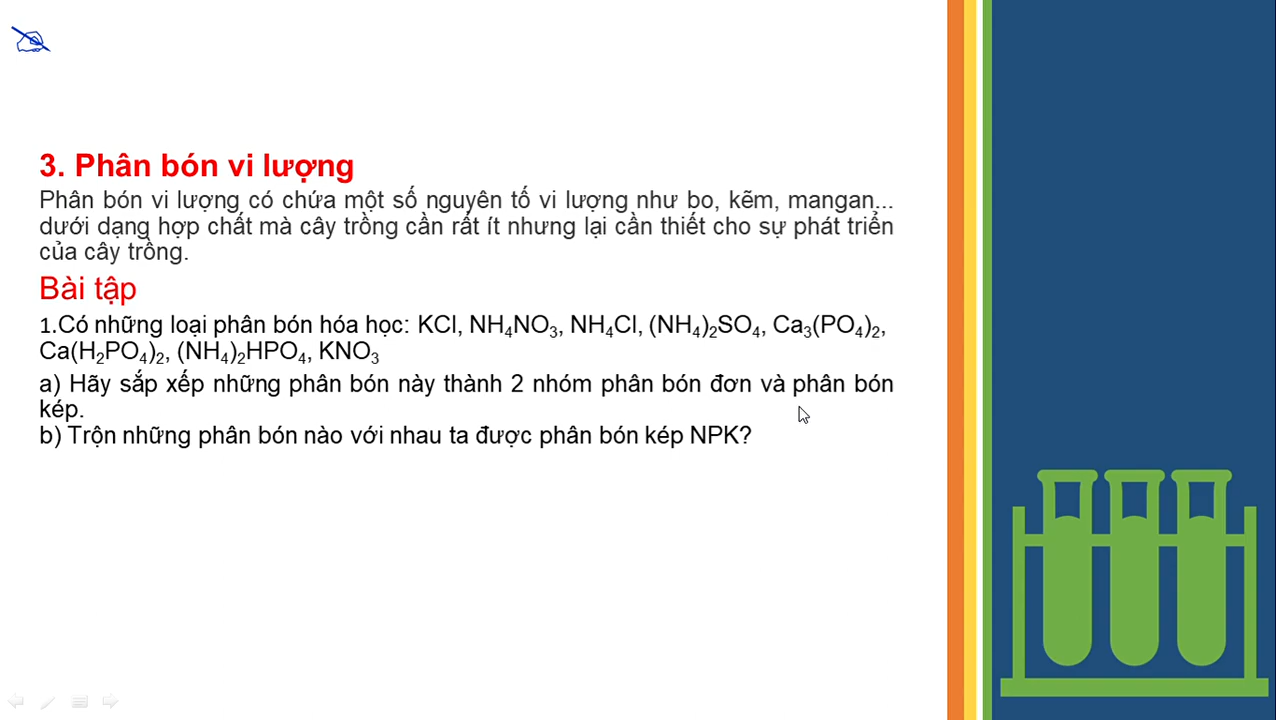 3. Phân bón vi lượng
Phân bón vi lượng có chứa một số nguyên tố vi lượng như bo, kẽm, mangan...
dưới dạng hợp chất mà cây trồng cần rất ít nhưng lại cần thiết cho sự phát triển
của cây trồng.
Bài tập
1.Có những loại phân bón hóa học: KCl, NH₄NO₃, NH₄Cl, (NH₄)₂SO₄, Ca₃(PO₄)₂,
Ca(H₂PO₄)₂, (NH₄)₂HPO₄, KNO₃
a) Hãy sắp xếp những phân bón này thành 2 nhóm phân bón đơn và phân bón
kép.
b) Trộn những phân bón nào với nhau ta được phân bón kép NPK?